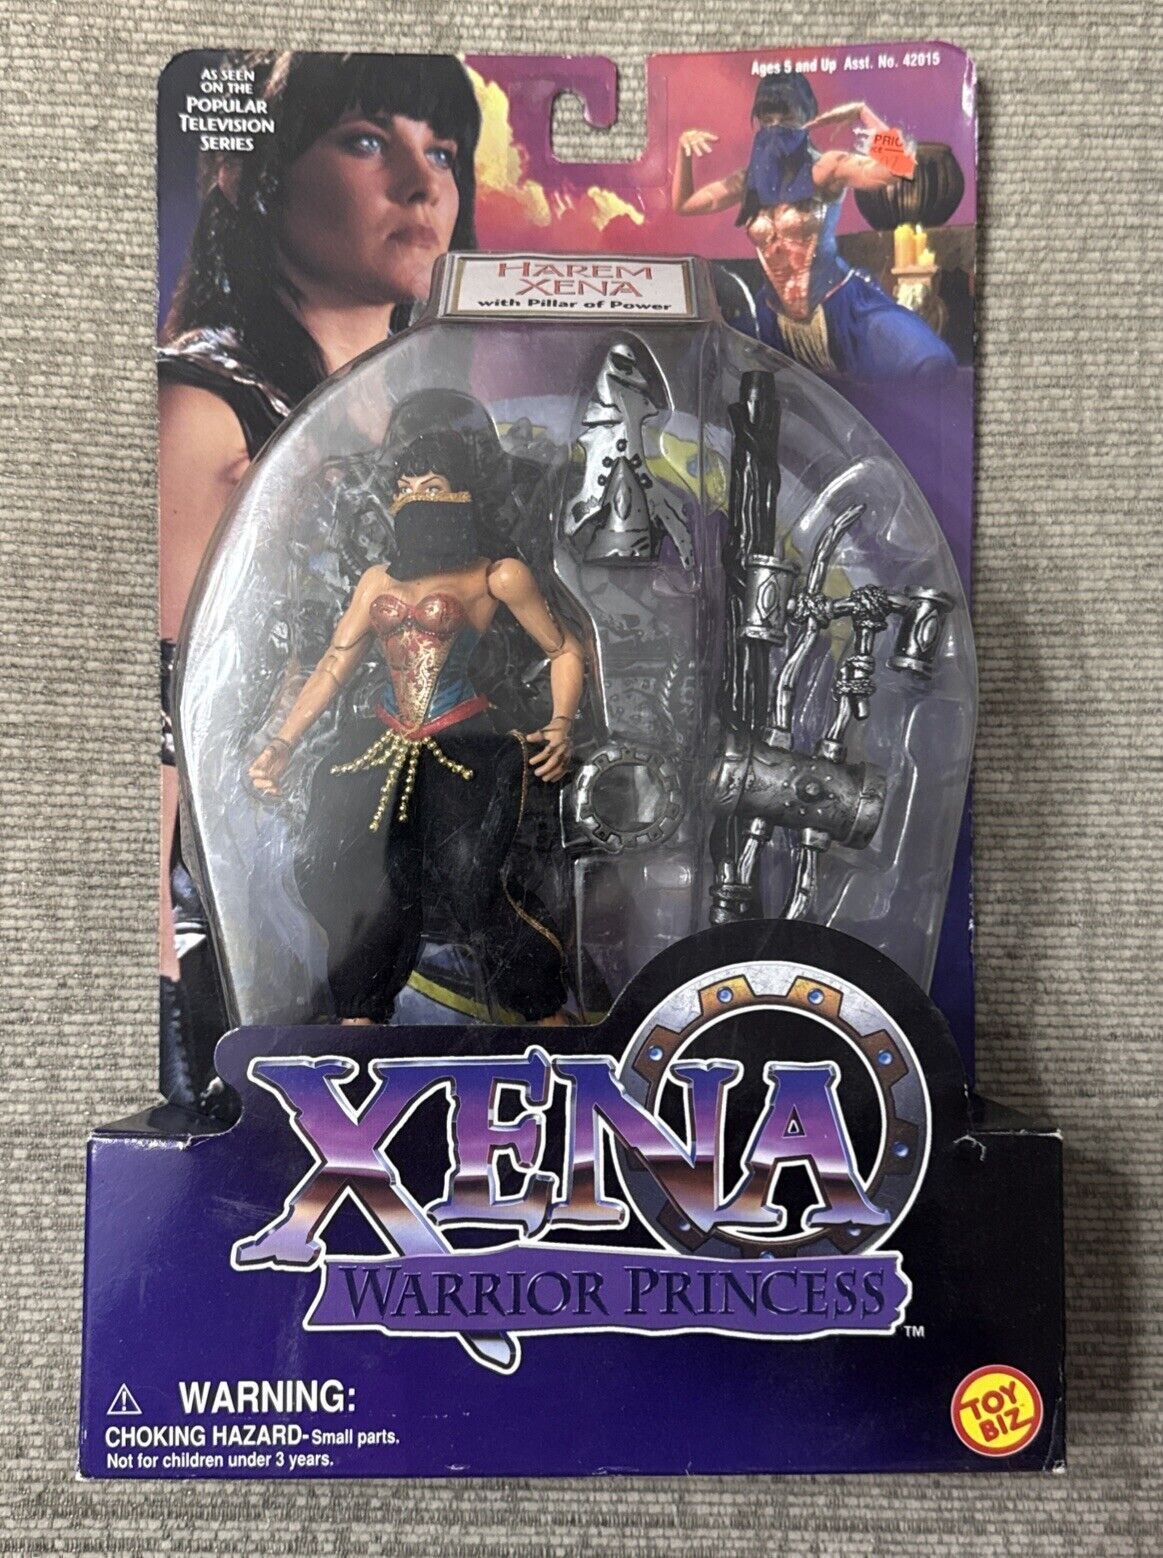 AS SEEN
ON THE
POPULAR
TELEVISION
SERIES
Ages 5 and Up Asst. No. 42015
HAREM
XENA
with Pillar of Power
XENA
WARRIOR PRINCESS
TM
WARNING:
CHOKING HAZARD-Small parts.
Not for children under 3 years.
TOY
BIZ